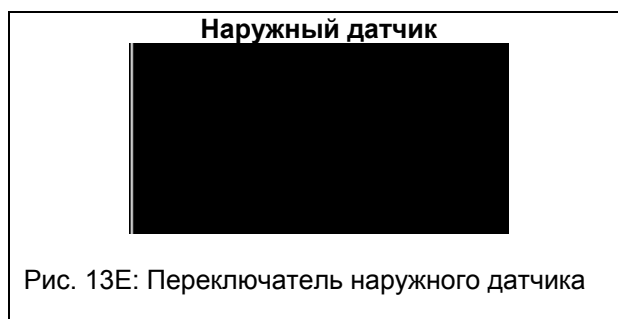 Наружный датчик
Рис. 13E: Переключатель наружного датчика